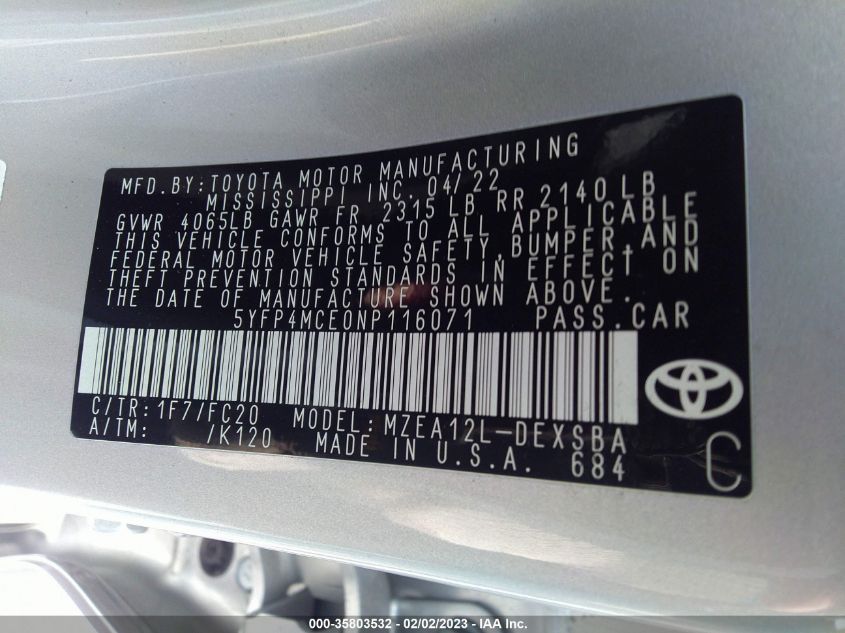 MFD. BY: TOYOTA MOTOR MANUFACTURING
MISSISSIPPI INC. 04/22
GVWR 4065LB GAWR FR 2315 LB RR 2140 LB
THIS VEHICLE CONFORMS TO ALL APPLICABLE
FEDERAL MOTOR VEHICLE SAFETY, BUMPER, AND
THEFT PREVENTION STANDARDS IN EFFECT ON
THE DATE OF MANUFACTURE SHOWN ABOVE.
5YFP4MCE0NP116071 PASS. CAR
C/TR: 1F7/FC20 MODEL: MZEA12L-DEXSBA
A/TM: /K120 MADE IN U.S.A. 684
C
000-35803532 - 02/02/2023 - IAA Inc.